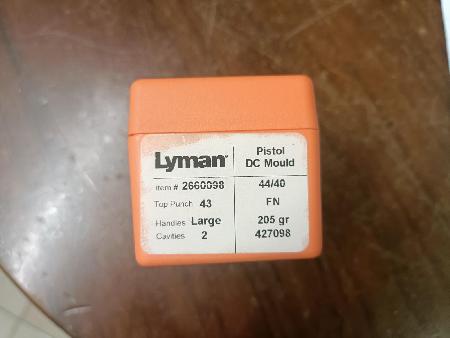 Lyman®
Pistol
DC Mould
Item # 2660098
44/40
Top Punch 43
FN
Handles Large
205 gr
Cavities 2
427098